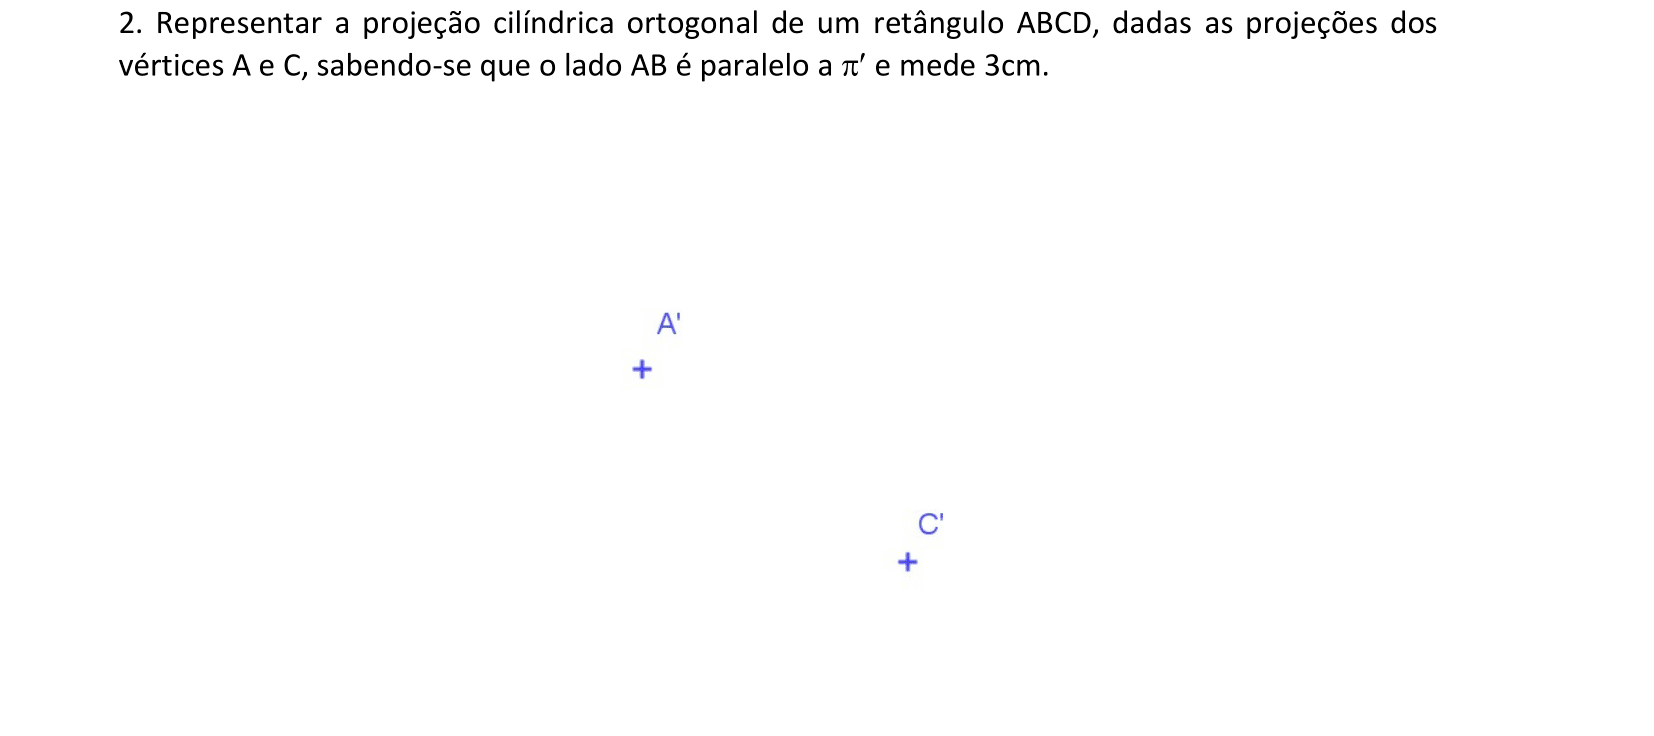 2. Representar a projeção cilíndrica ortogonal de um retângulo ABCD, dadas as projeções dos
vértices A e C, sabendo-se que o lado AB é paralelo a π′ e mede 3cm.
A'
C'